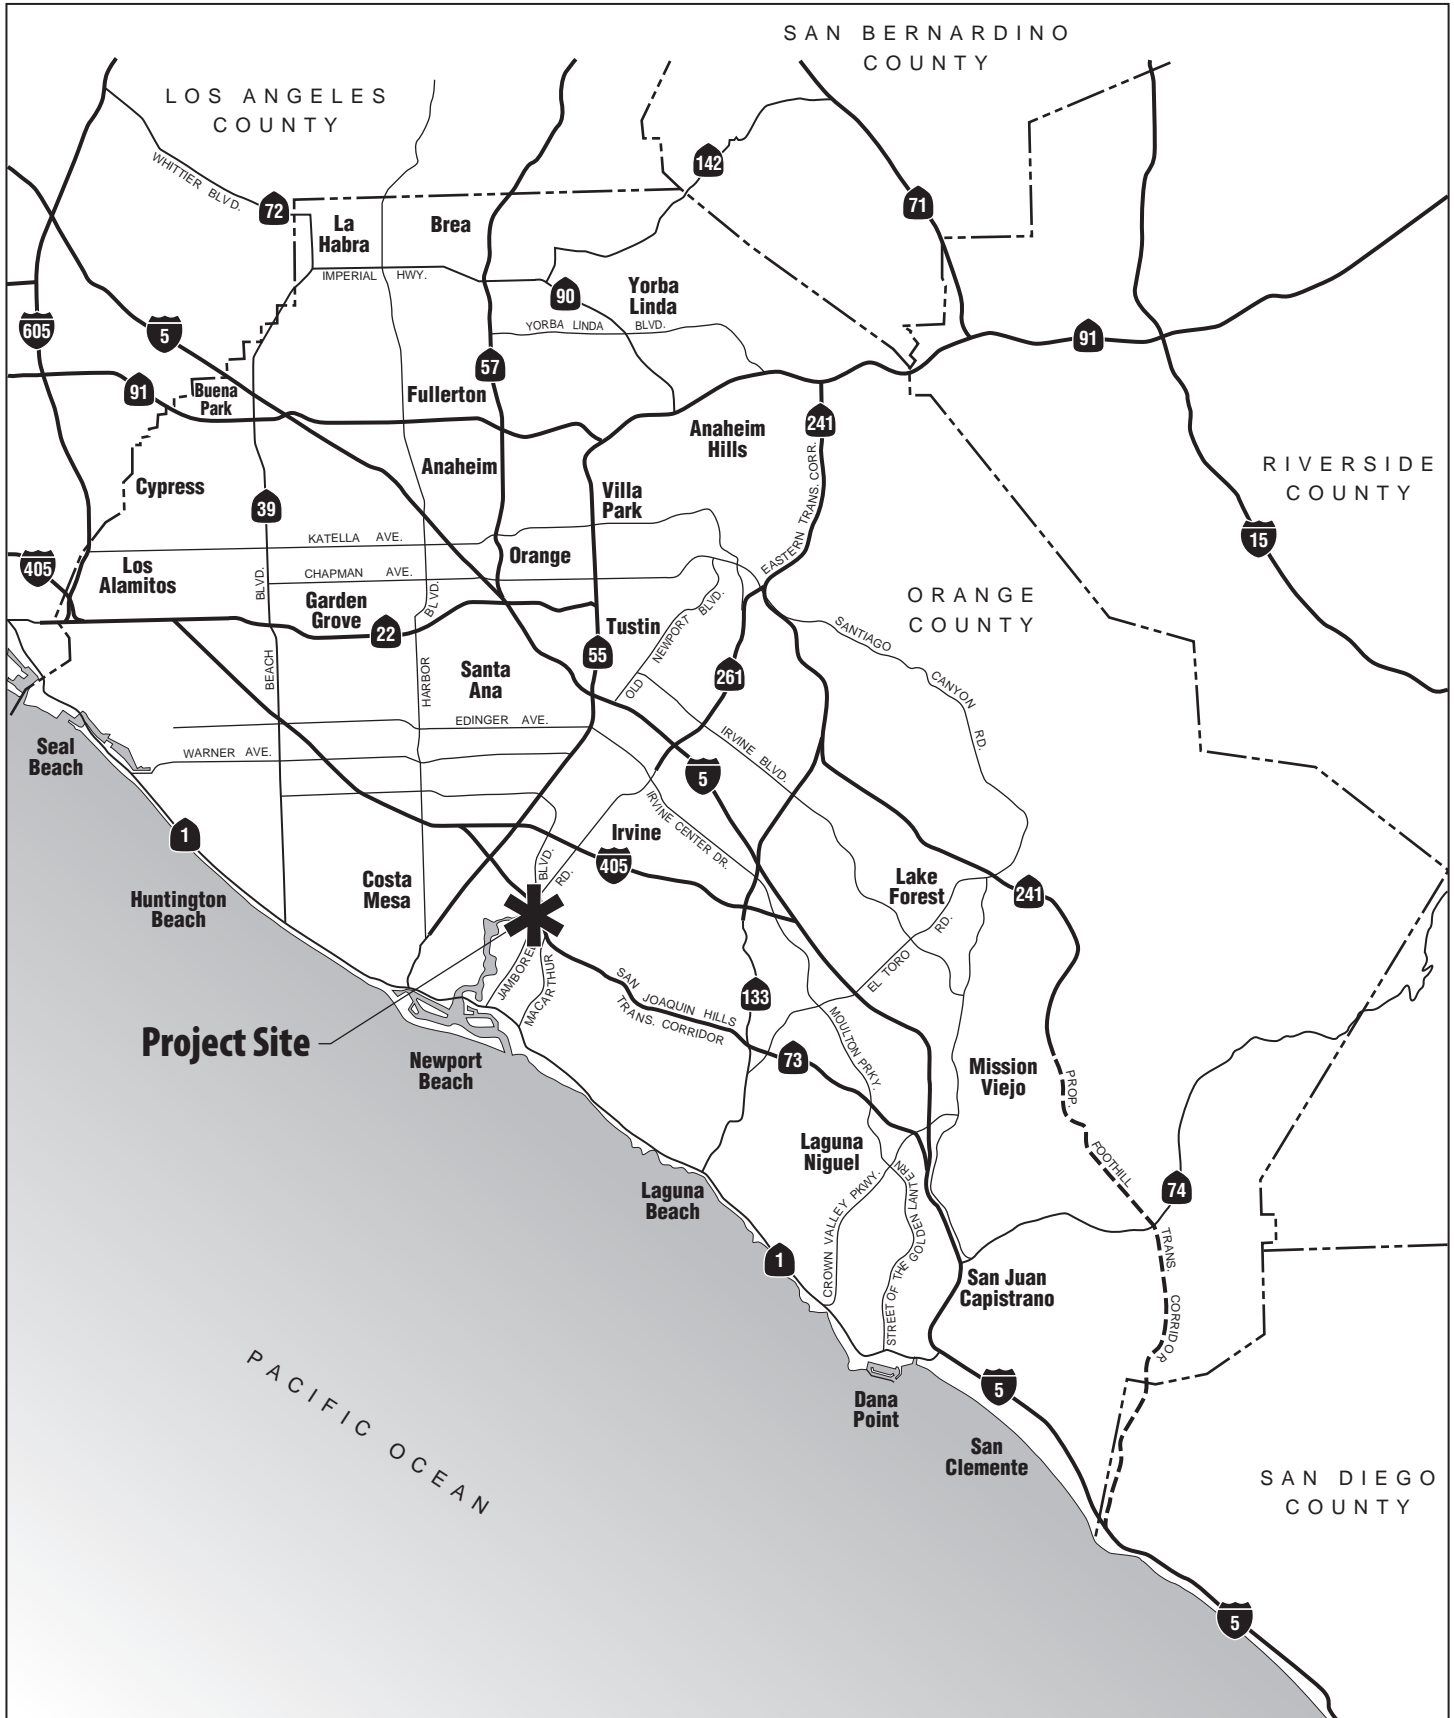 SAN BERNARDINO
COUNTY
LOS ANGELES
COUNTY
WHITTIER BLVD.
72
142
71
La
Habra
Brea
IMPERIAL HWY.
90
Yorba
Linda
YORBA LINDA BLVD.
605
5
91
57
91
Buena
Park
Fullerton
241
Anaheim
Hills
Anaheim
Cypress
39
Villa
Park
EASTERN TRANS. CORR.
RIVERSIDE
COUNTY
15
KATELLA AVE.
Orange
405
Los
Alamitos
BLVD.
CHAPMAN AVE.
BLVD.
Garden
Grove
22
ORANGE
COUNTY
Tustin
OLD NEWPORT BLVD.
SANTIAGO
CANYON
RD.
55
261
BEACH
HARBOR
Santa
Ana
EDINGER AVE.
WARNER AVE.
IRVINE BLVD.
Seal
Beach
5
IRVINE CENTER DR.
1
Irvine
405
BLVD.
RD.
Costa
Mesa
Huntington
Beach
Lake
Forest
241
EL TORO RD.
JAMBOREE
MACARTHUR
SAN JOAQUIN HILLS
TRANS. CORRIDOR
133
Project Site
MOULTON PRKY.
73
Newport
Beach
Mission
Viejo
PROP.
FOOTHILL
TRANS.
CORRIDOR
Laguna
Niguel
74
Laguna
Beach
CROWN VALLEY PKWY.
STREET OF THE GOLDEN LANTERN
1
San Juan
Capistrano
PACIFIC OCEAN
5
Dana
Point
San
Clemente
SAN DIEGO
COUNTY
5